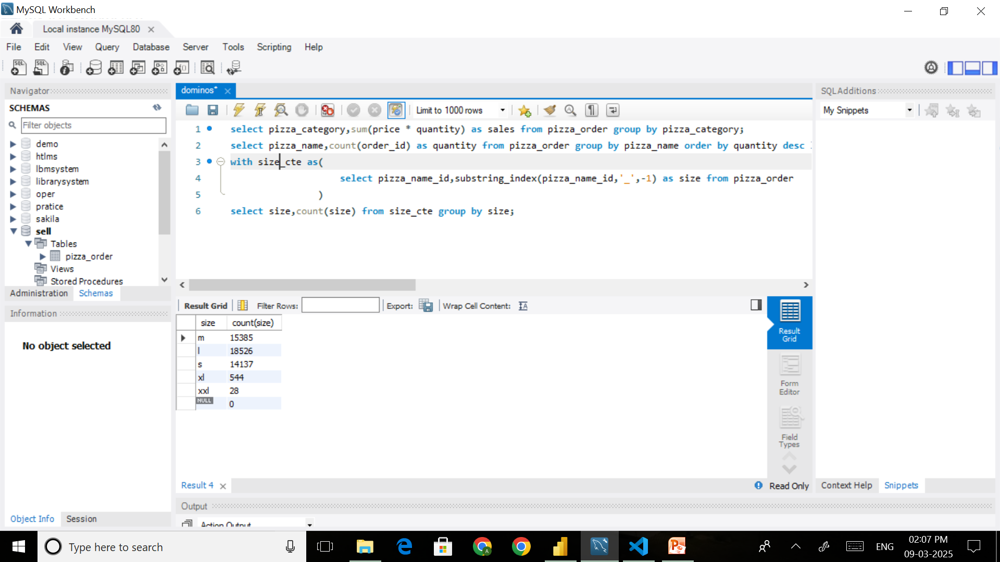 MySQL Workbench
Local instance MySQL80
File Edit View Query Database Server Tools Scripting Help
Navigator
SCHEMAS
Filter objects
demo
htlms
lbmsystem
librarysystem
oper
pratice
sakila
sell
Tables
pizza_order
Views
Stored Procedures
Administration Schemas
Information
No object selected
Object Info Session
dominos*
Limit to 1000 rows
1 select pizza_category,sum(price * quantity) as sales from pizza_order group by pizza_category;
2 select pizza_name,count(order_id) as quantity from pizza_order group by pizza_name order by quantity desc
3 with size_cte as(
4 select pizza_name_id,substring_index(pizza_name_id,'_',-1) as size from pizza_order
5 )
6 select size,count(size) from size_cte group by size;
Result Grid Filter Rows: Export: Wrap Cell Content:
size count(size)
m 15385
l 18526
s 14137
xl 544
xxl 28
NULL 0
Result Grid
Form Editor
Field Types
Result 4
Read Only
SQLAdditions
My Snippets
Context Help Snippets
Output
Action Output
Type here to search
ENG
02:07 PM
09-03-2025